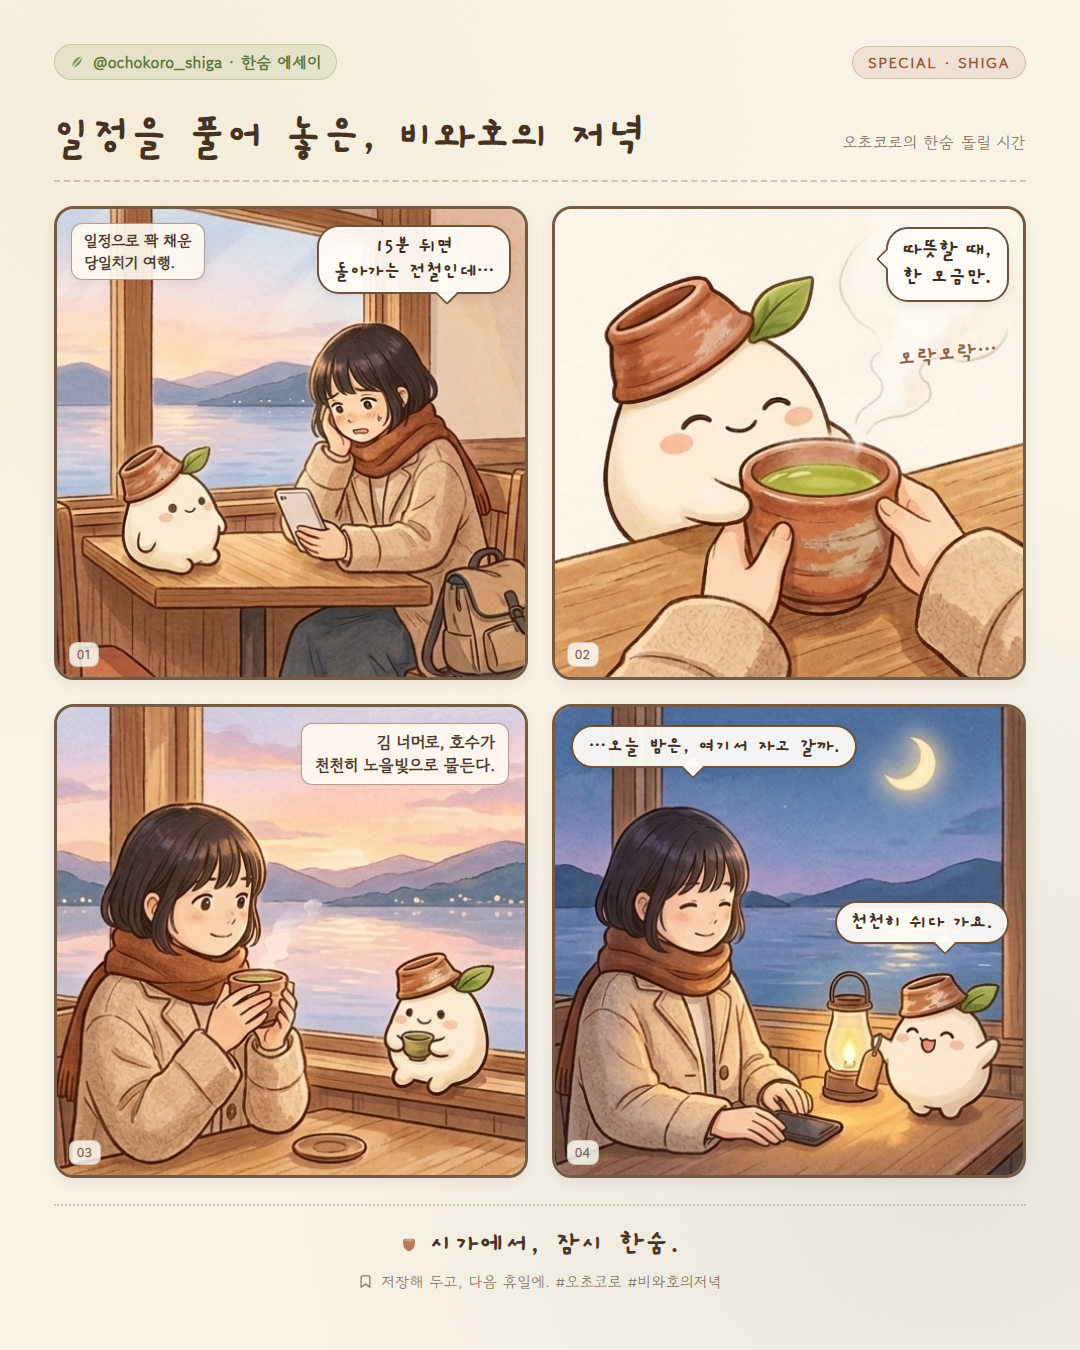 @ochokoro_shiga · 한숨 에세이
SPECIAL · SHIGA
일정을 풀어 놓은, 비와호의 저녁
오초코로의 한숨 돌릴 시간
일정으로 꽉 채운
당일치기 여행.
15분 뒤면
돌아가는 전철인데…
01
따뜻할 때,
한 모금만.
모락모락…
02
김 너머로, 호수가
천천히 노을빛으로 물든다.
03
…오늘 밤은, 여기서 자고 갈까.
천천히 쉬다 가요.
04
시가에서, 잠시 한숨.
저장해 두고, 다음 휴일에. #오초코로 #비와호의저녁